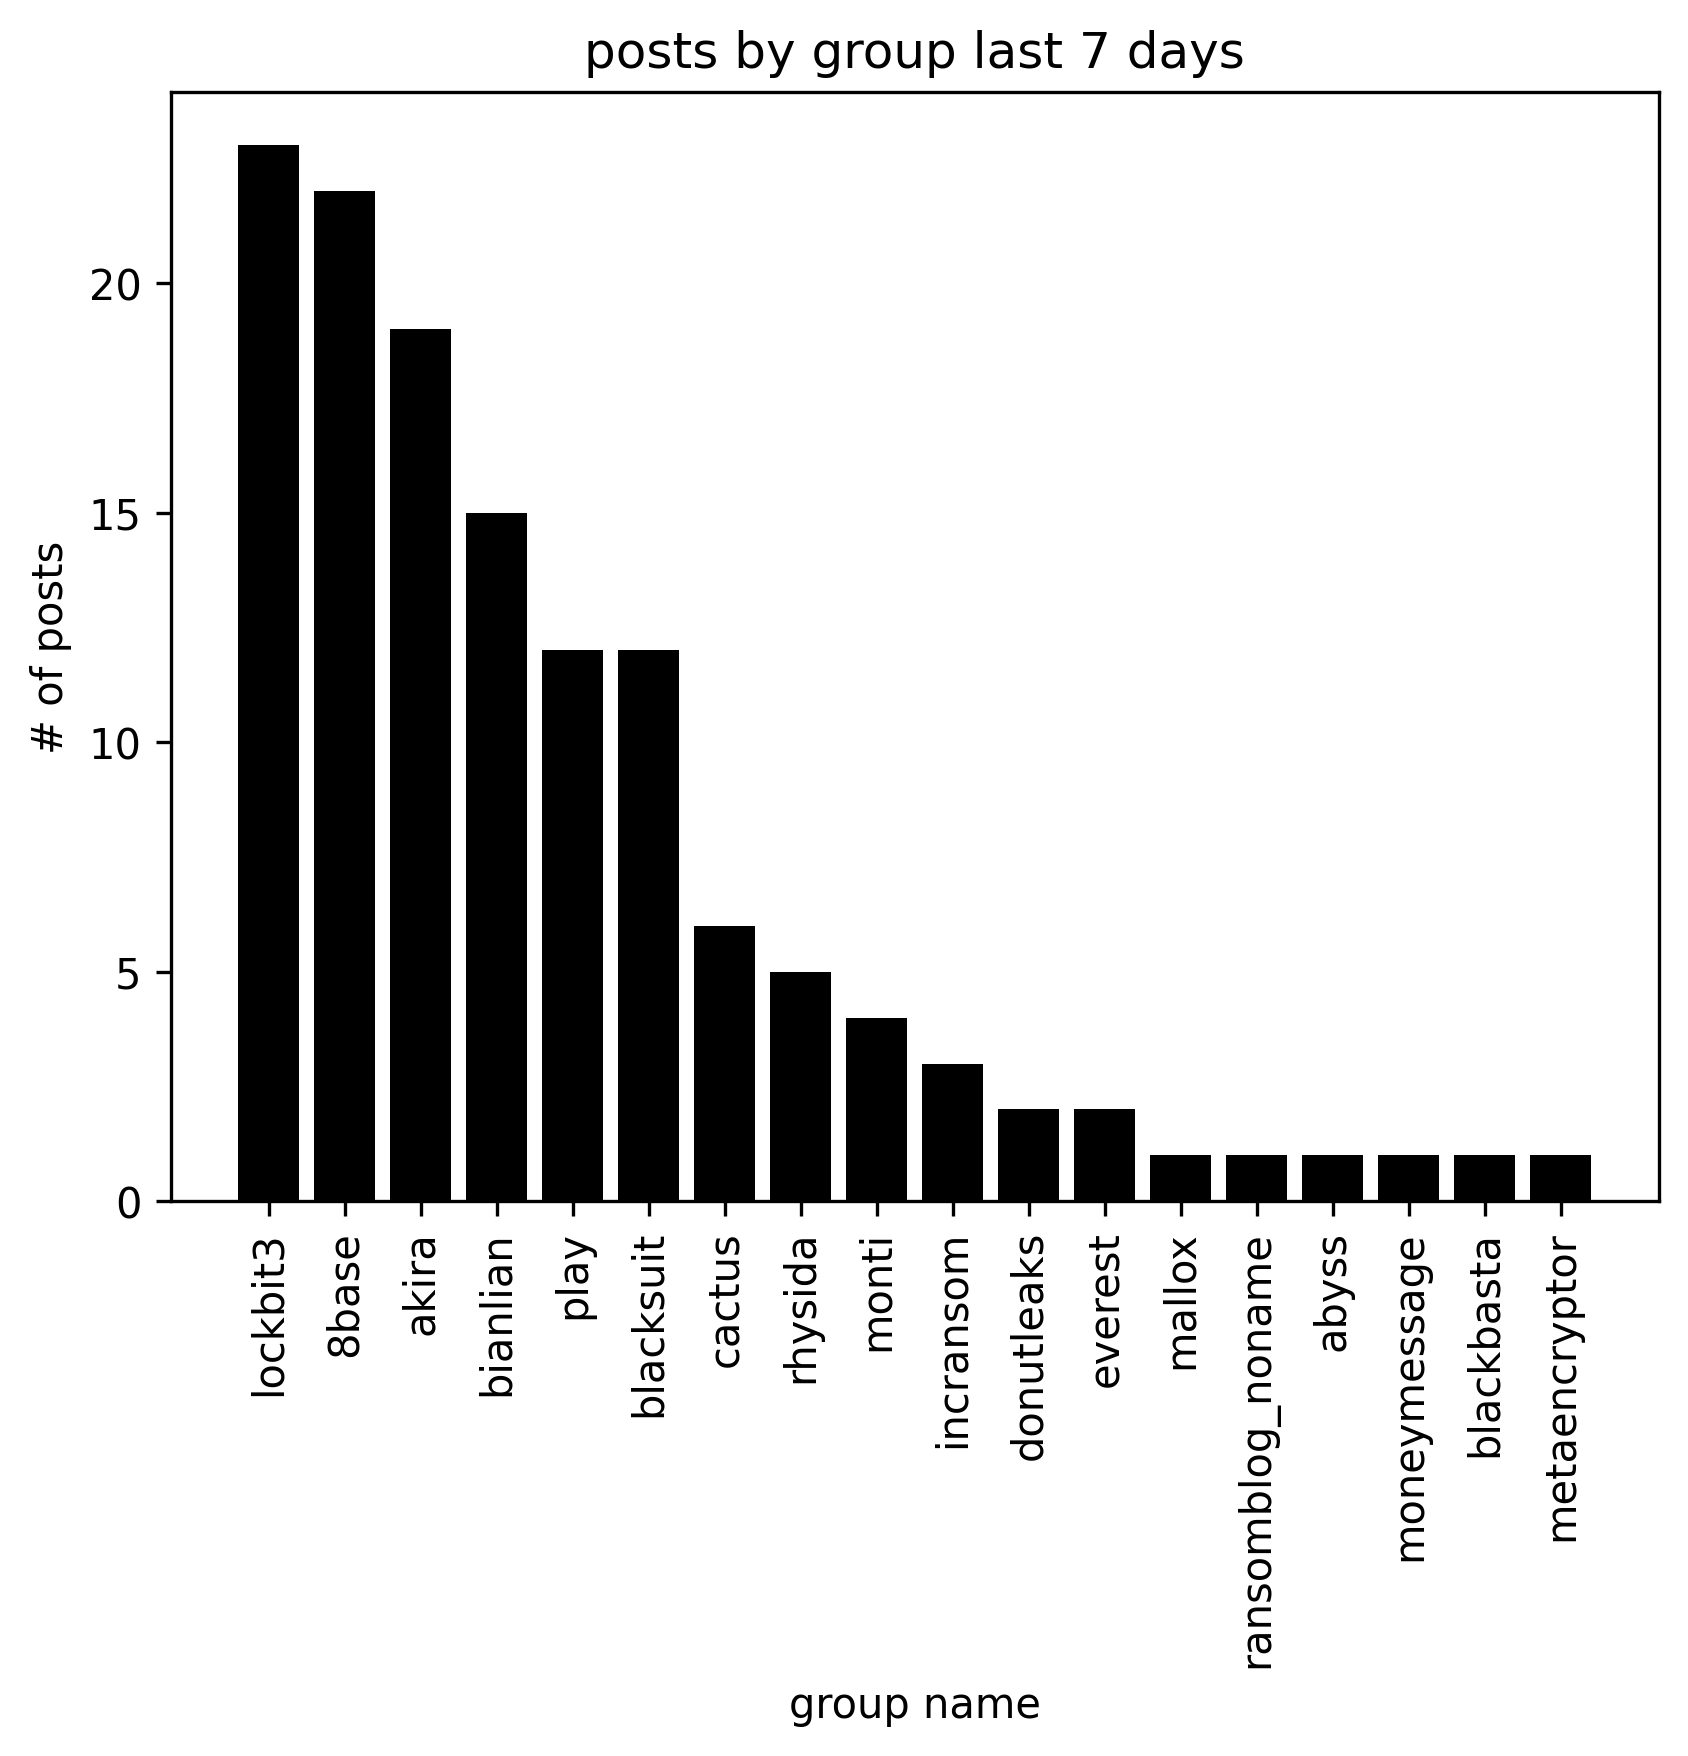 posts by group last 7 days
# of posts
20
15
10
5
0
lockbit3
8base
akira
bianlian
play
blacksuit
cactus
rhysida
monti
incransom
donutleaks
everest
mallox
ransomblog_noname
abyss
moneymessage
blackbasta
metaencryptor
group name